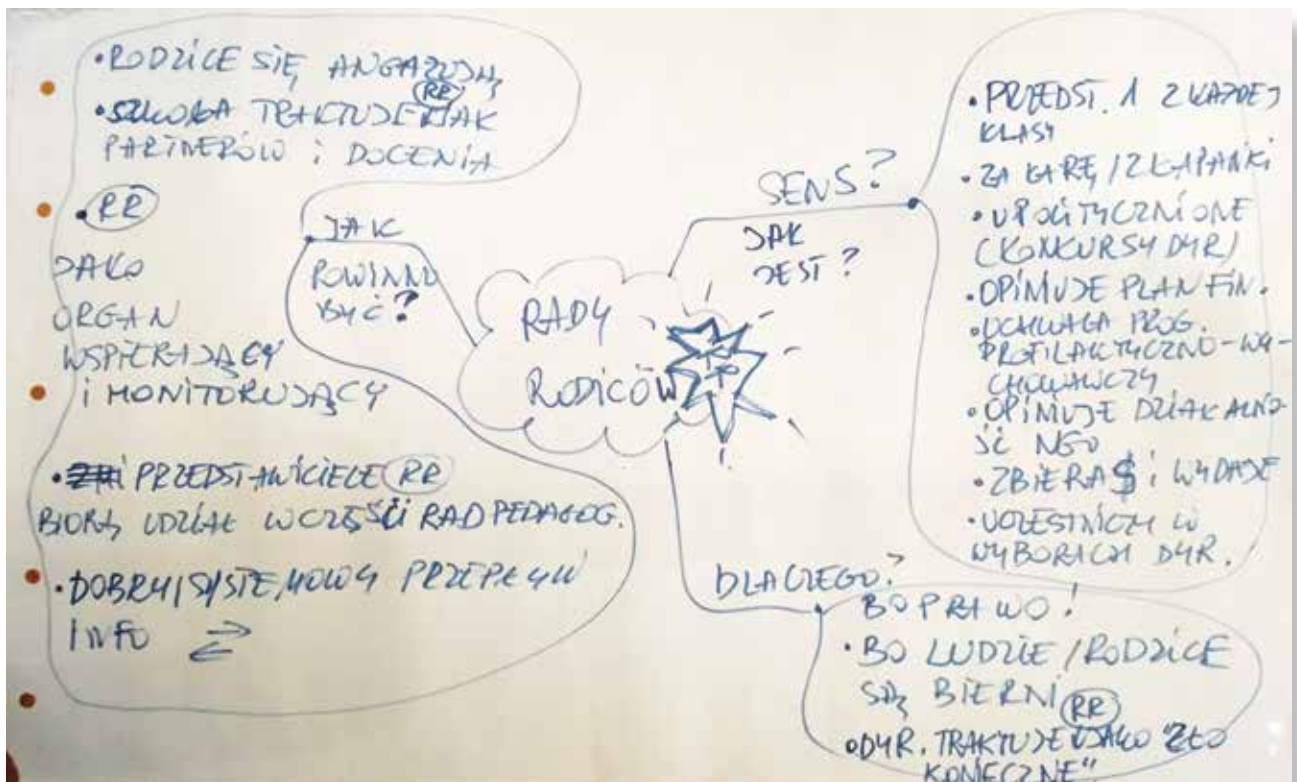 • RODZICE SIĘ ANGAŻUJĄ
• SZKOŁA TRAKTUJE RR JAK
PARTNERÓW i DOCENIA
• RR
JAKO
ORGAN
WSPIERAJĄCY
i MONITORUJĄCY
• PRZEDSTAWICIELE RR
BIORĄ UDZIAŁ W CZĘŚCI RAD PEDAGOG.
• DOBRY/SYSTEMOWY PRZEPŁYW
INFO
JAK
POWINNO
BYĆ?
RADY
RODICÓW
SENS?
JAK
JEST?
• PRZEDST. 1 Z KAŻDEJ
KLASY
• ZA KARĘ / Z ŁAPANKI
• UPOLITYCZNIONE
(KONKURSY DYR)
• OPINIUJE PLAN FIN.
• UCHWALA PROG.
PROFILAKTYCZNO-WY-
CHOWAWCZY
• OPINIUJE DZIAŁALNO-
ŚĆ NGO
• ZBIERA $ i WYDAJE
• UCZESTNICZY W
WYBORACH DYR.
DLACZEGO?
BO PRAWO!
• BO LUDZIE / RODZICE
SĄ BIERNI
• DYR. TRAKTUJE RR JAKO "ZŁO
KONIECZNE"